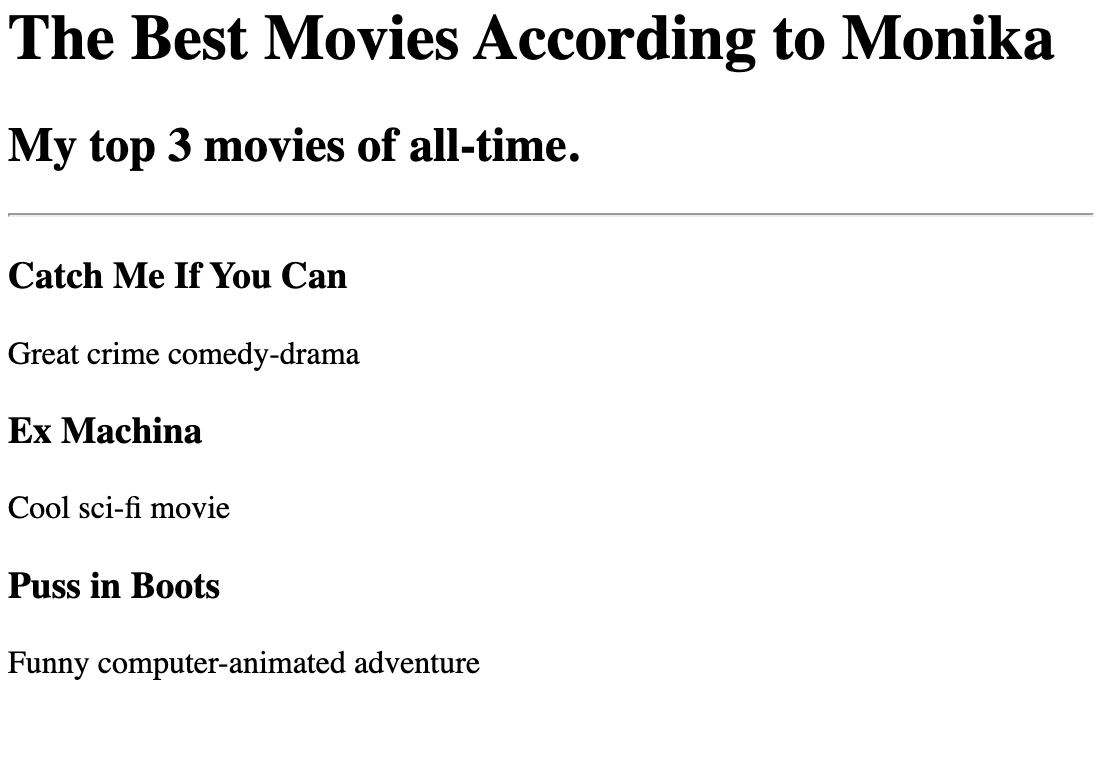 The Best Movies According to Monika
My top 3 movies of all-time.
Catch Me If You Can
Great crime comedy-drama
Ex Machina
Cool sci-fi movie
Puss in Boots
Funny computer-animated adventure